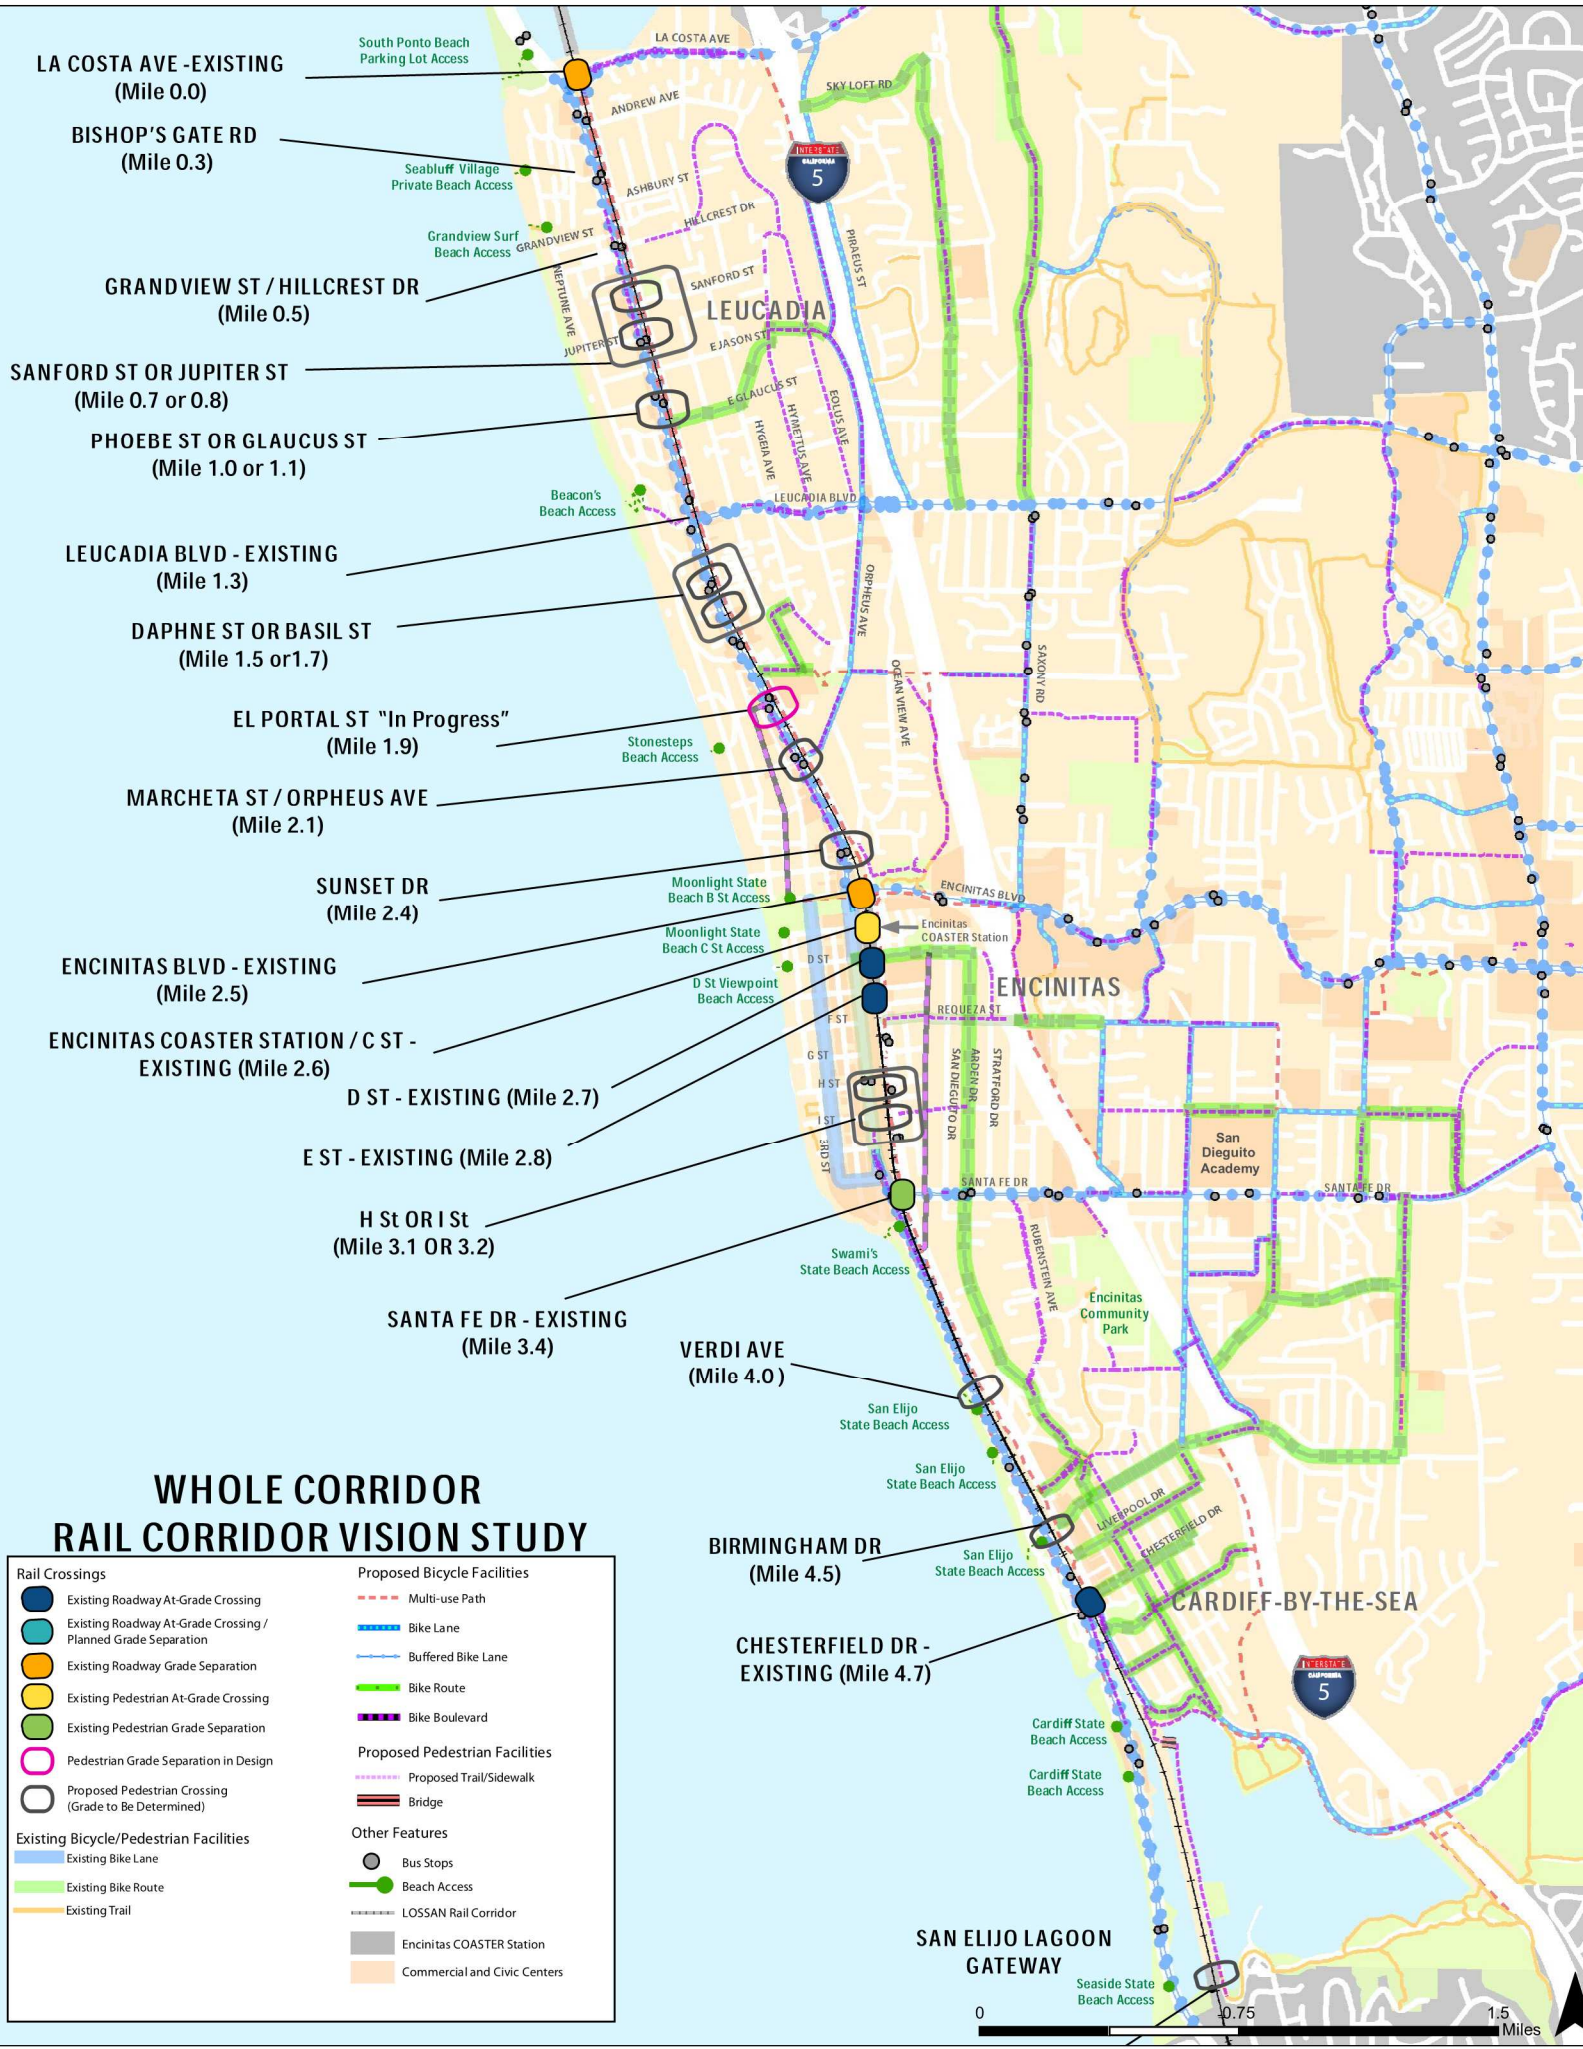 LA COSTA AVE -EXISTING
(Mile 0.0)
BISHOP'S GATE RD
(Mile 0.3)
GRANDVIEW ST / HILLCREST DR
(Mile 0.5)
SANFORD ST OR JUPITER ST
(Mile 0.7 or 0.8)
PHOEBE ST OR GLAUCUS ST
(Mile 1.0 or 1.1)
LEUCADIA BLVD - EXISTING
(Mile 1.3)
DAPHNE ST OR BASIL ST
(Mile 1.5 or1.7)
EL PORTAL ST "In Progress"
(Mile 1.9)
MARCHETA ST / ORPHEUS AVE
(Mile 2.1)
SUNSET DR
(Mile 2.4)
ENCINITAS BLVD - EXISTING
(Mile 2.5)
ENCINITAS COASTER STATION / C ST -
EXISTING (Mile 2.6)
D ST - EXISTING (Mile 2.7)
E ST - EXISTING (Mile 2.8)
H St OR I St
(Mile 3.1 OR 3.2)
SANTA FE DR - EXISTING
(Mile 3.4)
VERDI AVE
(Mile 4.0 )
BIRMINGHAM DR
(Mile 4.5)
CHESTERFIELD DR -
EXISTING (Mile 4.7)
SAN ELIJO LAGOON
GATEWAY
South Ponto Beach
Parking Lot Access
Seabluff Village
Private Beach Access
Grandview Surf
Beach Access
Beacon's
Beach Access
Stonesteps
Beach Access
Moonlight State
Beach B St Access
Moonlight State
Beach C St Access
D St Viewpoint
Beach Access
Swami's
State Beach Access
San Elijo
State Beach Access
San Elijo
State Beach Access
San Elijo
State Beach Access
Cardiff State
Beach Access
Cardiff State
Beach Access
Seaside State
Beach Access
LA COSTA AVE
ANDREW AVE
SKY LOFT RD
INTERSTATE
CALIFORNIA
5
ASHBURY ST
HILLCREST DR
GRANDVIEW ST
PIRAEUS ST
NEPTUNE AVE
SANFORD ST
LEUCADIA
JUPITER ST
E JASON ST
E GLAUCUS ST
HYGEIA AVE
HYMETTUS AVE
EOLUS AVE
LEUCADIA BLVD
ORPHEUS AVE
OCEAN VIEW AVE
SAXONY RD
ENCINITAS BLVD
Encinitas
COASTER Station
D ST
ENCINITAS
REQUEZA ST
F ST
G ST
H ST
I ST
3RD ST
SAN DIEGUITO DR
ARDEN DR
STRATFORD DR
San
Dieguito
Academy
SANTA FE DR
SANTA FE DR
RUBENSTEIN AVE
Encinitas
Community
Park
LIVERPOOL DR
CHESTERFIELD DR
CARDIFF-BY-THE-SEA
INTERSTATE
CALIFORNIA
5
WHOLE CORRIDOR
RAIL CORRIDOR VISION STUDY
Rail Crossings
Existing Roadway At-Grade Crossing
Existing Roadway At-Grade Crossing /
Planned Grade Separation
Existing Roadway Grade Separation
Existing Pedestrian At-Grade Crossing
Existing Pedestrian Grade Separation
Pedestrian Grade Separation in Design
Proposed Pedestrian Crossing
(Grade to Be Determined)
Existing Bicycle/Pedestrian Facilities
Existing Bike Lane
Existing Bike Route
Existing Trail
Proposed Bicycle Facilities
Multi-use Path
Bike Lane
Buffered Bike Lane
Bike Route
Bike Boulevard
Proposed Pedestrian Facilities
Proposed Trail/Sidewalk
Bridge
Other Features
Bus Stops
Beach Access
LOSSAN Rail Corridor
Encinitas COASTER Station
Commercial and Civic Centers
0
0.75
1.5
Miles